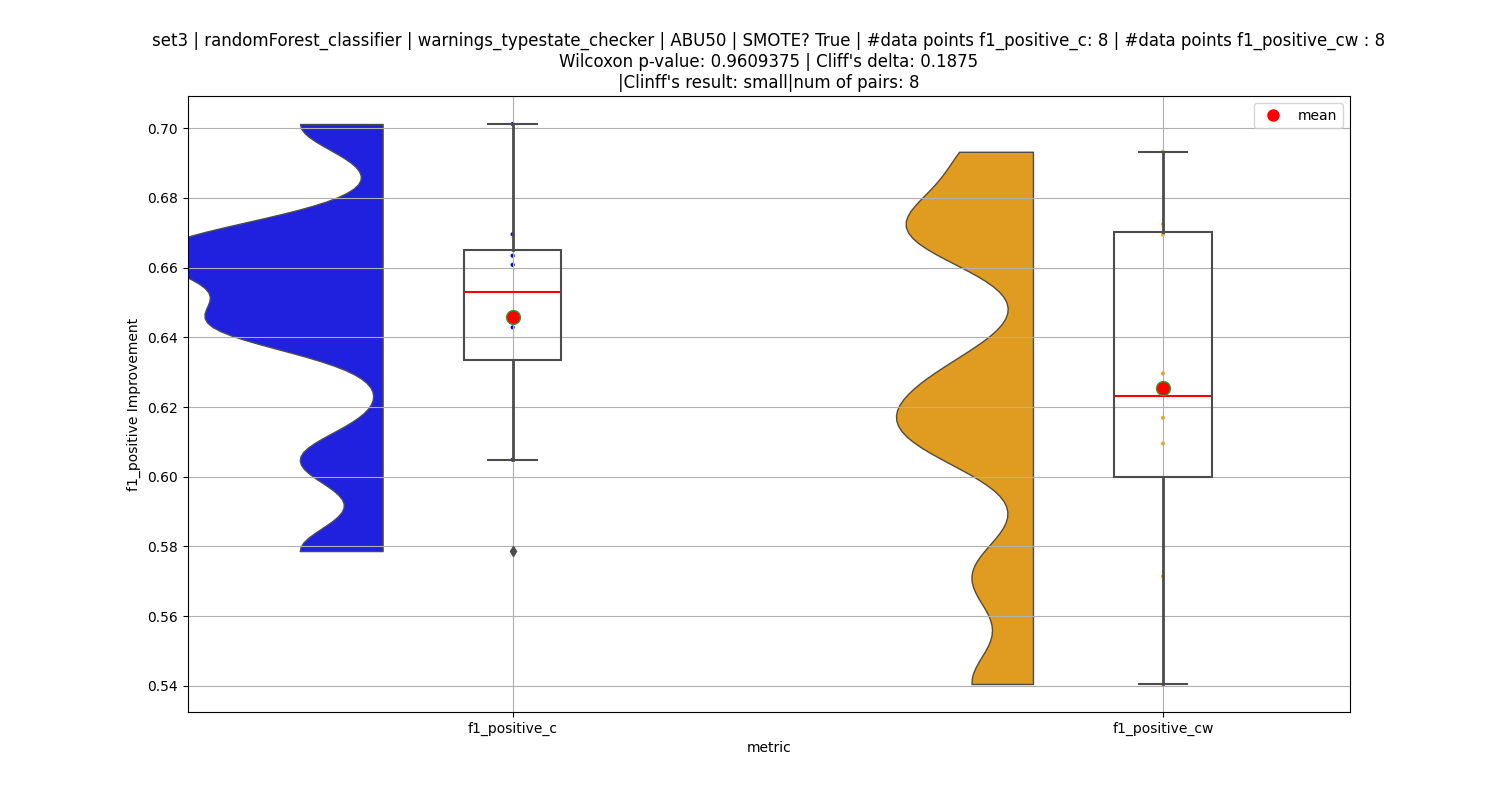 set3 | randomForest_classifier | warnings_typestate_checker | ABU50 | SMOTE? True | #data points f1_positive_c: 8 | #data points f1_positive_cw : 8
Wilcoxon p-value: 0.9609375 | Cliff's delta: 0.1875
|Clinff's result: small|num of pairs: 8
mean
0.70
0.68
0.66
0.64
0.62
0.60
0.58
0.56
0.54
f1_positive Improvement
f1_positive_c
f1_positive_cw
metric